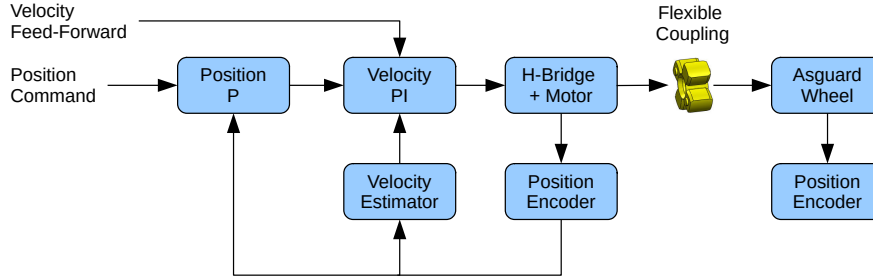 Velocity
Feed-Forward
Position
Command
Position
P
Velocity
PI
H-Bridge
+ Motor
Flexible
Coupling
Asguard
Wheel
Velocity
Estimator
Position
Encoder
Position
Encoder